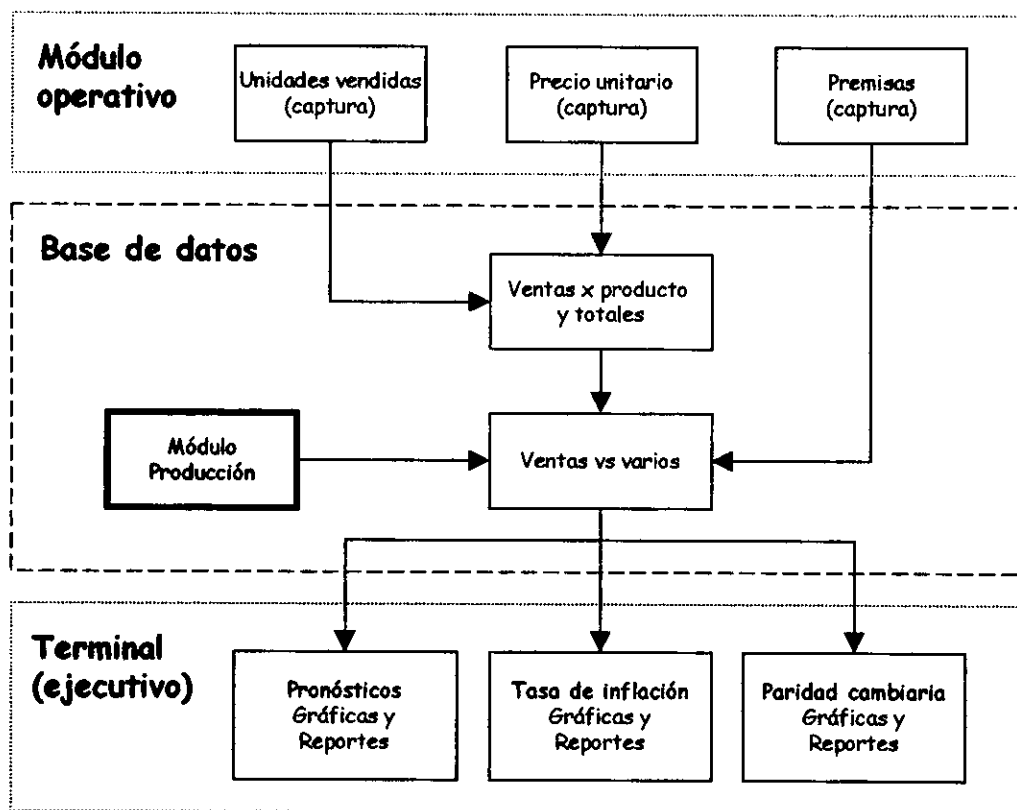 Módulo
operativo
Unidades vendidas
(captura)
Precio unitario
(captura)
Premisas
(captura)
Base de datos
Ventas x producto
y totales
Módulo
Producción
Ventas vs varios
Terminal
(ejecutivo)
Pronósticos
Gráficas y
Reportes
Tasa de inflación
Gráficas y
Reportes
Paridad cambiaria
Gráficas y
Reportes